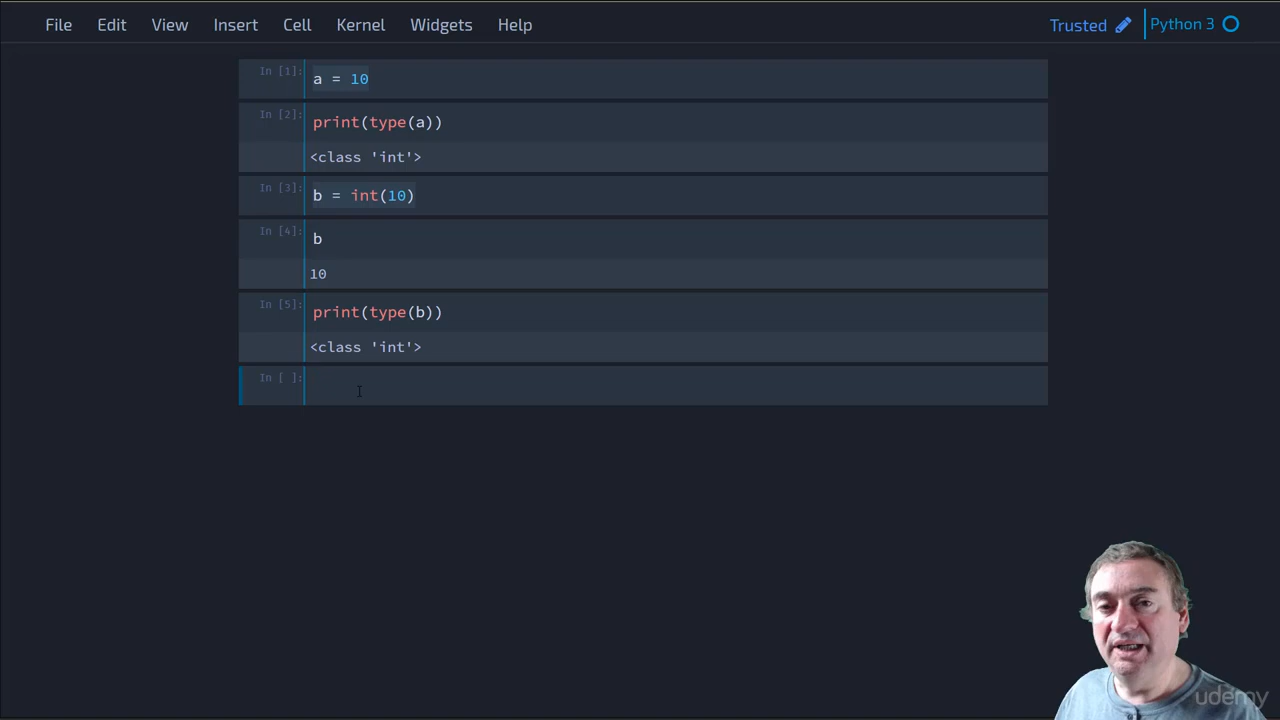 File Edit View Insert Cell Kernel Widgets Help Trusted Python 3
In [1]: a = 10
In [2]: print(type(a))
<class 'int'>
In [3]: b = int(10)
In [4]: b
10
In [5]: print(type(b))
<class 'int'>
In [ ]:
udemy